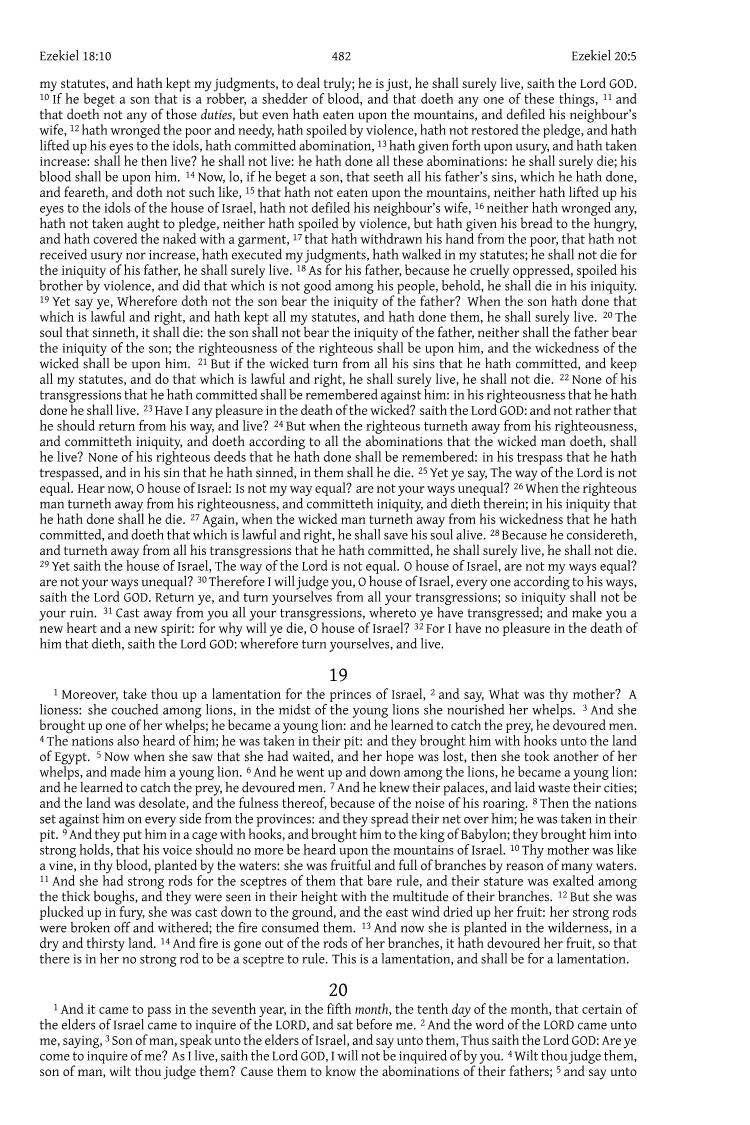 Ezekiel 18:10 482 Ezekiel 20:5
my statutes, and hath kept my judgments, to deal truly; he is just, he shall surely live, saith the Lord GOD.
10 If he beget a son that is a robber, a shedder of blood, and that doeth any one of these things, 11 and
that doeth not any of those duties, but even hath eaten upon the mountains, and defiled his neighbour's
wife, 12 hath wronged the poor and needy, hath spoiled by violence, hath not restored the pledge, and hath
lifted up his eyes to the idols, hath committed abomination, 13 hath given forth upon usury, and hath taken
increase: shall he then live? he shall not live: he hath done all these abominations: he shall surely die; his
blood shall be upon him. 14 Now, lo, if he beget a son, that seeth all his father's sins, which he hath done,
and feareth, and doth not such like, 15 that hath not eaten upon the mountains, neither hath lifted up his
eyes to the idols of the house of Israel, hath not defiled his neighbour's wife, 16 neither hath wronged any,
hath not taken aught to pledge, neither hath spoiled by violence, but hath given his bread to the hungry,
and hath covered the naked with a garment, 17 that hath withdrawn his hand from the poor, that hath not
received usury nor increase, hath executed my judgments, hath walked in my statutes; he shall not die for
the iniquity of his father, he shall surely live. 18 As for his father, because he cruelly oppressed, spoiled his
brother by violence, and did that which is not good among his people, behold, he shall die in his iniquity.
19 Yet say ye, Wherefore doth not the son bear the iniquity of the father? When the son hath done that
which is lawful and right, and hath kept all my statutes, and hath done them, he shall surely live. 20 The
soul that sinneth, it shall die: the son shall not bear the iniquity of the father, neither shall the father bear
the iniquity of the son; the righteousness of the righteous shall be upon him, and the wickedness of the
wicked shall be upon him. 21 But if the wicked turn from all his sins that he hath committed, and keep
all my statutes, and do that which is lawful and right, he shall surely live, he shall not die. 22 None of his
transgressions that he hath committed shall be remembered against him: in his righteousness that he hath
done he shall live. 23 Have I any pleasure in the death of the wicked? saith the Lord GOD: and not rather that
he should return from his way, and live? 24 But when the righteous turneth away from his righteousness,
and committeth iniquity, and doeth according to all the abominations that the wicked man doeth, shall
he live? None of his righteous deeds that he hath done shall be remembered: in his trespass that he hath
trespassed, and in his sin that he hath sinned, in them shall he die. 25 Yet ye say, The way of the Lord is not
equal. Hear now, O house of Israel: Is not my way equal? are not your ways unequal? 26 When the righteous
man turneth away from his righteousness, and committeth iniquity, and dieth therein; in his iniquity that
he hath done shall he die. 27 Again, when the wicked man turneth away from his wickedness that he hath
committed, and doeth that which is lawful and right, he shall save his soul alive. 28 Because he considereth,
and turneth away from all his transgressions that he hath committed, he shall surely live, he shall not die.
29 Yet saith the house of Israel, The way of the Lord is not equal. O house of Israel, are not my ways equal?
are not your ways unequal? 30 Therefore I will judge you, O house of Israel, every one according to his ways,
saith the Lord GOD. Return ye, and turn yourselves from all your transgressions; so iniquity shall not be
your ruin. 31 Cast away from you all your transgressions, whereto ye have transgressed; and make you a
new heart and a new spirit: for why will ye die, O house of Israel? 32 For I have no pleasure in the death of
him that dieth, saith the Lord GOD: wherefore turn yourselves, and live.
19
1 Moreover, take thou up a lamentation for the princes of Israel, 2 and say, What was thy mother? A
lioness: she couched among lions, in the midst of the young lions she nourished her whelps. 3 And she
brought up one of her whelps; he became a young lion: and he learned to catch the prey, he devoured men.
4 The nations also heard of him; he was taken in their pit: and they brought him with hooks unto the land
of Egypt. 5 Now when she saw that she had waited, and her hope was lost, then she took another of her
whelps, and made him a young lion. 6 And he went up and down among the lions, he became a young lion:
and he learned to catch the prey, he devoured men. 7 And he knew their palaces, and laid waste their cities;
and the land was desolate, and the fulness thereof, because of the noise of his roaring. 8 Then the nations
set against him on every side from the provinces: and they spread their net over him; he was taken in their
pit. 9 And they put him in a cage with hooks, and brought him to the king of Babylon; they brought him into
strong holds, that his voice should no more be heard upon the mountains of Israel. 10 Thy mother was like
a vine, in thy blood, planted by the waters: she was fruitful and full of branches by reason of many waters.
11 And she had strong rods for the sceptres of them that bare rule, and their stature was exalted among
the thick boughs, and they were seen in their height with the multitude of their branches. 12 But she was
plucked up in fury, she was cast down to the ground, and the east wind dried up her fruit: her strong rods
were broken off and withered; the fire consumed them. 13 And now she is planted in the wilderness, in a
dry and thirsty land. 14 And fire is gone out of the rods of her branches, it hath devoured her fruit, so that
there is in her no strong rod to be a sceptre to rule. This is a lamentation, and shall be for a lamentation.
20
1 And it came to pass in the seventh year, in the fifth month, the tenth day of the month, that certain of
the elders of Israel came to inquire of the LORD, and sat before me. 2 And the word of the LORD came unto
me, saying, 3 Son of man, speak unto the elders of Israel, and say unto them, Thus saith the Lord GOD: Are ye
come to inquire of me? As I live, saith the Lord GOD, I will not be inquired of by you. 4 Wilt thou judge them,
son of man, wilt thou judge them? Cause them to know the abominations of their fathers; 5 and say unto